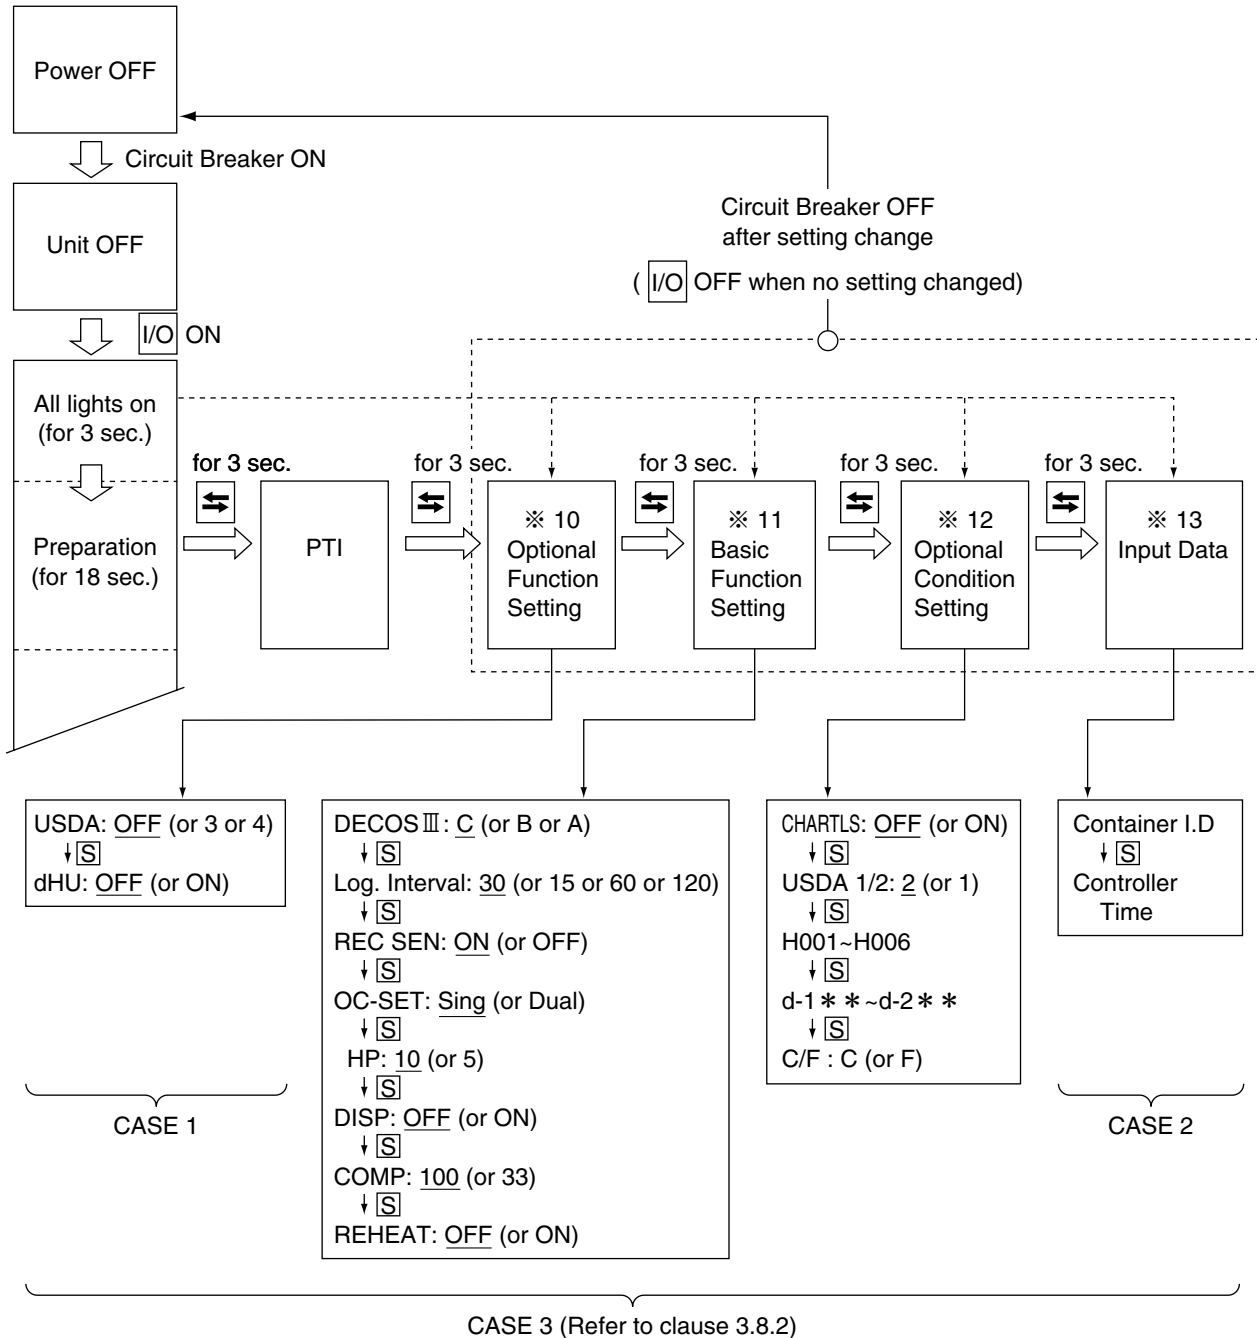 Power OFF
Circuit Breaker ON
Unit OFF
I/O ON
Circuit Breaker OFF
after setting change
( I/O OFF when no setting changed)
All lights on
(for 3 sec.)
Preparation
(for 18 sec.)
for 3 sec.
PTI
for 3 sec.
※ 10
Optional
Function
Setting
for 3 sec.
※ 11
Basic
Function
Setting
for 3 sec.
※ 12
Optional
Condition
Setting
for 3 sec.
※ 13
Input Data
USDA: OFF (or 3 or 4)
↓ S
dHU: OFF (or ON)
CASE 1
DECOSⅢ: C (or B or A)
↓ S
Log. Interval: 30 (or 15 or 60 or 120)
↓ S
REC SEN: ON (or OFF)
↓ S
OC-SET: Sing (or Dual)
↓ S
HP: 10 (or 5)
↓ S
DISP: OFF (or ON)
↓ S
COMP: 100 (or 33)
↓ S
REHEAT: OFF (or ON)
CHARTLS: OFF (or ON)
↓ S
USDA 1/2: 2 (or 1)
↓ S
H001~H006
↓ S
d-1＊＊~d-2＊＊
↓ S
C/F : C (or F)
Container I.D
↓ S
Controller
Time
CASE 2
CASE 3 (Refer to clause 3.8.2)